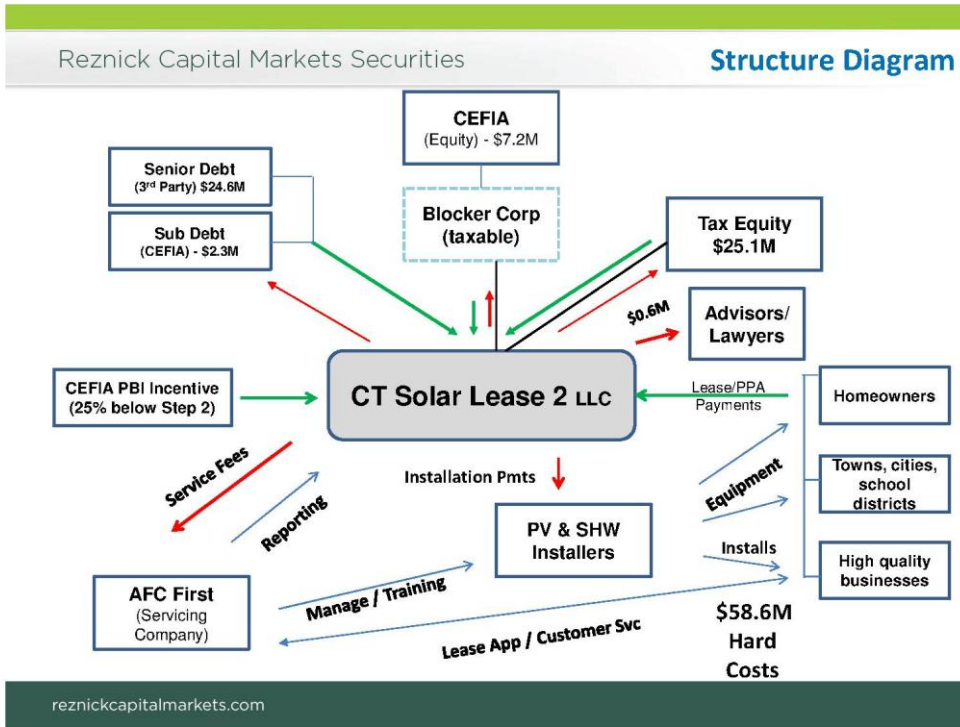 Reznick Capital Markets Securities
Structure Diagram
CEFIA
(Equity) - $7.2M
Senior Debt
(3rd Party) $24.6M
Sub Debt
(CEFIA) - $2.3M
Blocker Corp
(taxable)
Tax Equity
$25.1M
$0.6M
Advisors/
Lawyers
CEFIA PBI Incentive
(25% below Step 2)
CT Solar Lease 2 LLC
Lease/PPA
Payments
Homeowners
Service Fees
Reporting
Installation Pmts
Equipment
Towns, cities,
school
districts
PV & SHW
Installers
Installs
High quality
businesses
AFC First
(Servicing
Company)
Manage / Training
Lease App / Customer Svc
$58.6M
Hard
Costs
reznickcapitalmarkets.com